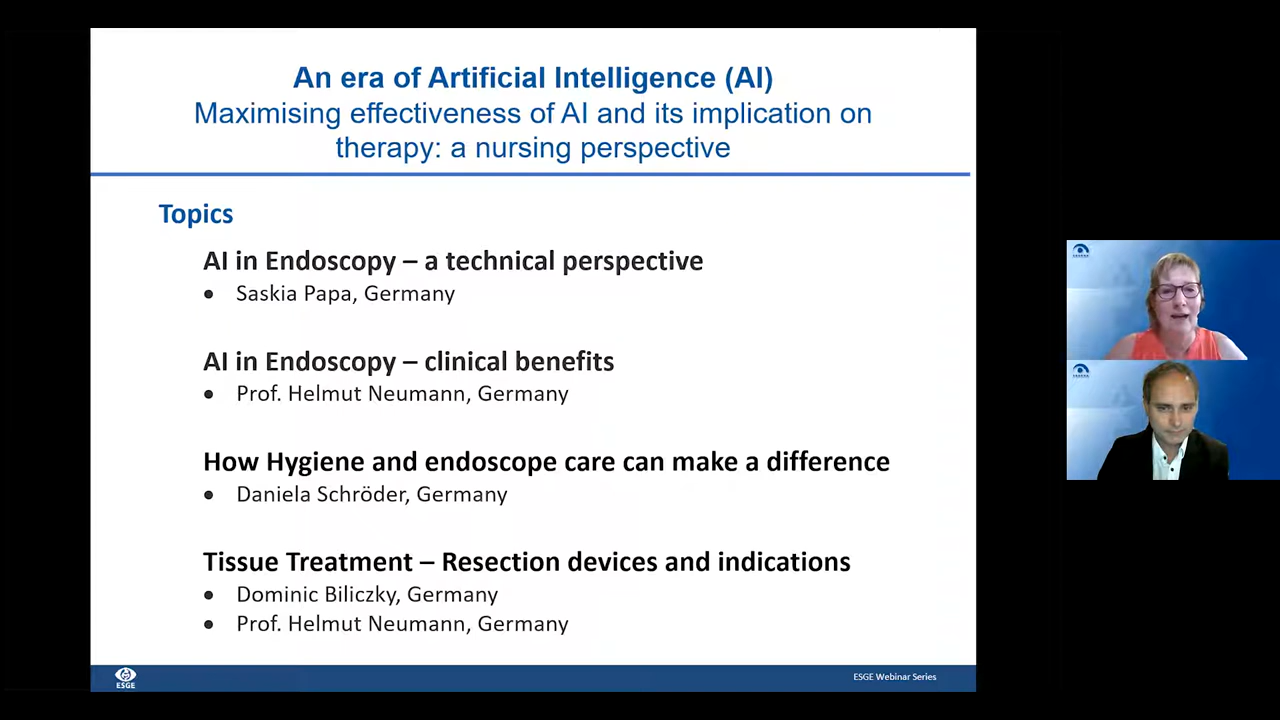 An era of Artificial Intelligence (AI)
Maximising effectiveness of AI and its implication on
therapy: a nursing perspective
Topics
AI in Endoscopy – a technical perspective
• Saskia Papa, Germany
AI in Endoscopy – clinical benefits
• Prof. Helmut Neumann, Germany
How Hygiene and endoscope care can make a difference
• Daniela Schröder, Germany
Tissue Treatment – Resection devices and indications
• Dominic Biliczky, Germany
• Prof. Helmut Neumann, Germany
ESGE
ESGE Webinar Series